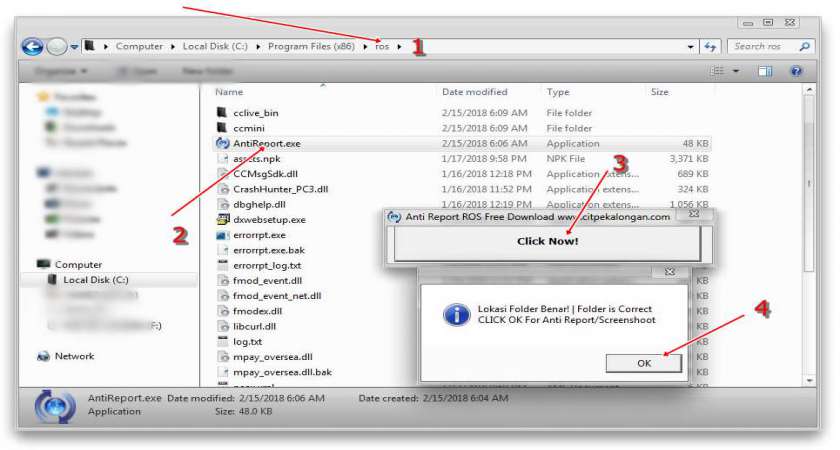 Computer ▸ Local Disk (C:) ▸ Program Files (x86) ▸ ros ▸
1
Search ros
Name Date modified Type Size
cclive_bin 2/15/2018 6:09 AM File folder
ccmini 2/15/2018 6:09 AM File folder
AntiReport.exe 2/15/2018 6:06 AM Application 48 KB
assets.npk 1/17/2018 9:58 PM NPK File 3,371 KB
3
CCMsgSdk.dll 1/16/2018 12:18 PM Application extens... 689 KB
CrashHunter_PC3.dll 1/16/2018 11:52 PM Application extens... 324 KB
dbghelp.dll 1/16/2018 12:19 PM Application extens... 1,056 KB
2
dxwebsetup.exe
Anti Report ROS Free Download www.citpekalongan.com
errorrpt.exe
Click Now!
errorrpt.exe.bak
Computer
errorrpt_log.txt
Local Disk (C:)
fmod_event.dll KB
fmod_event_net.dll KB
fmodex.dll KB
Lokasi Folder Benar! | Folder is Correct
CLICK OK For Anti Report/Screenshoot
4
F:)
libcurl.dll KB
log.txt KB
Network
mpay_oversea.dll KB
OK
mpay_oversea.dll.bak KB
KB
AntiReport.exe Date modified: 2/15/2018 6:06 AM Date created: 2/15/2018 6:04 AM
Application Size: 48.0 KB